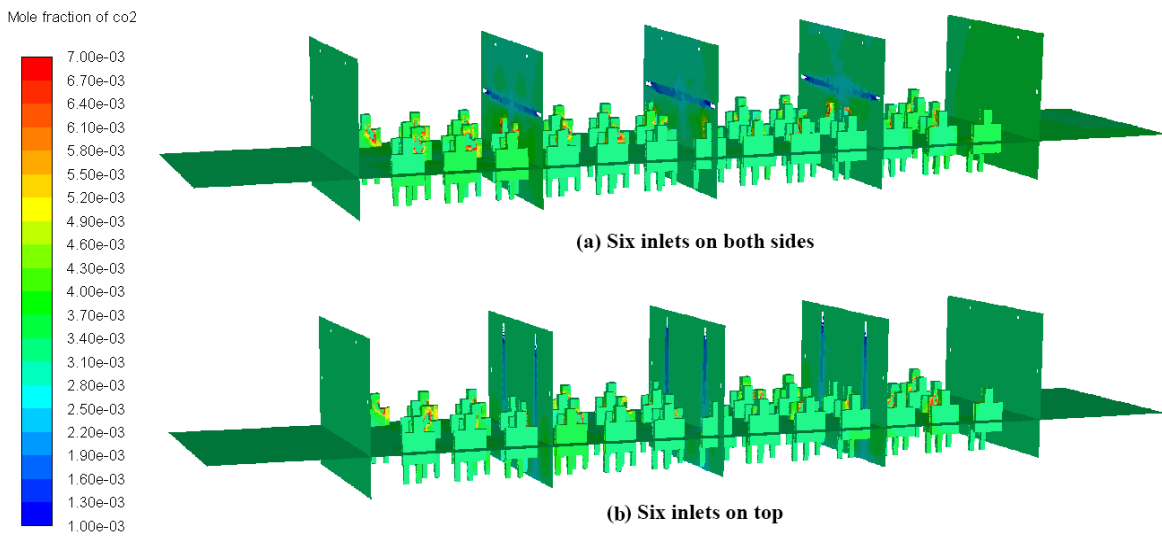 Mole fraction of co2
7.00e-03
6.70e-03
6.40e-03
6.10e-03
5.80e-03
5.50e-03
5.20e-03
4.90e-03
4.60e-03
4.30e-03
4.00e-03
3.70e-03
3.40e-03
3.10e-03
2.80e-03
2.50e-03
2.20e-03
1.90e-03
1.60e-03
1.30e-03
1.00e-03
(a) Six inlets on both sides
(b) Six inlets on top